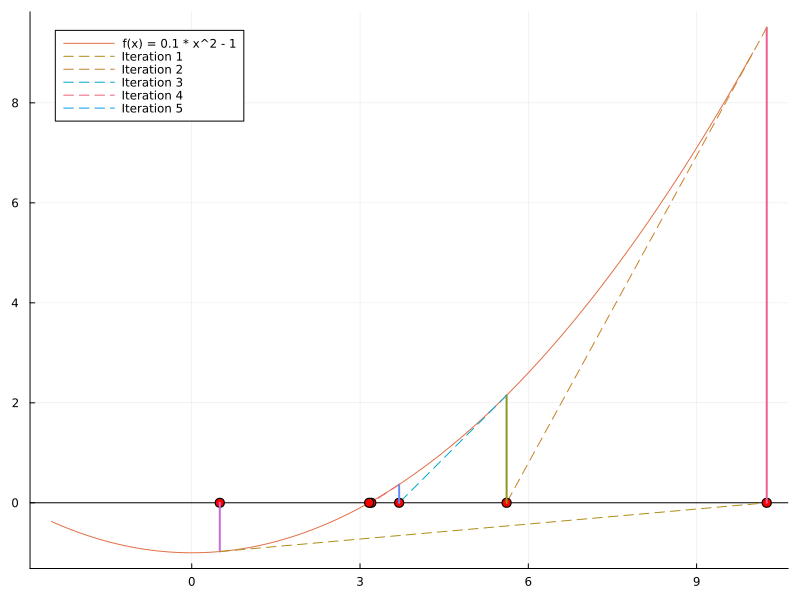 f(x) = 0.1 * x^2 - 1
Iteration 1
Iteration 2
Iteration 3
Iteration 4
Iteration 5
8
6
4
2
0
0 3 6 9